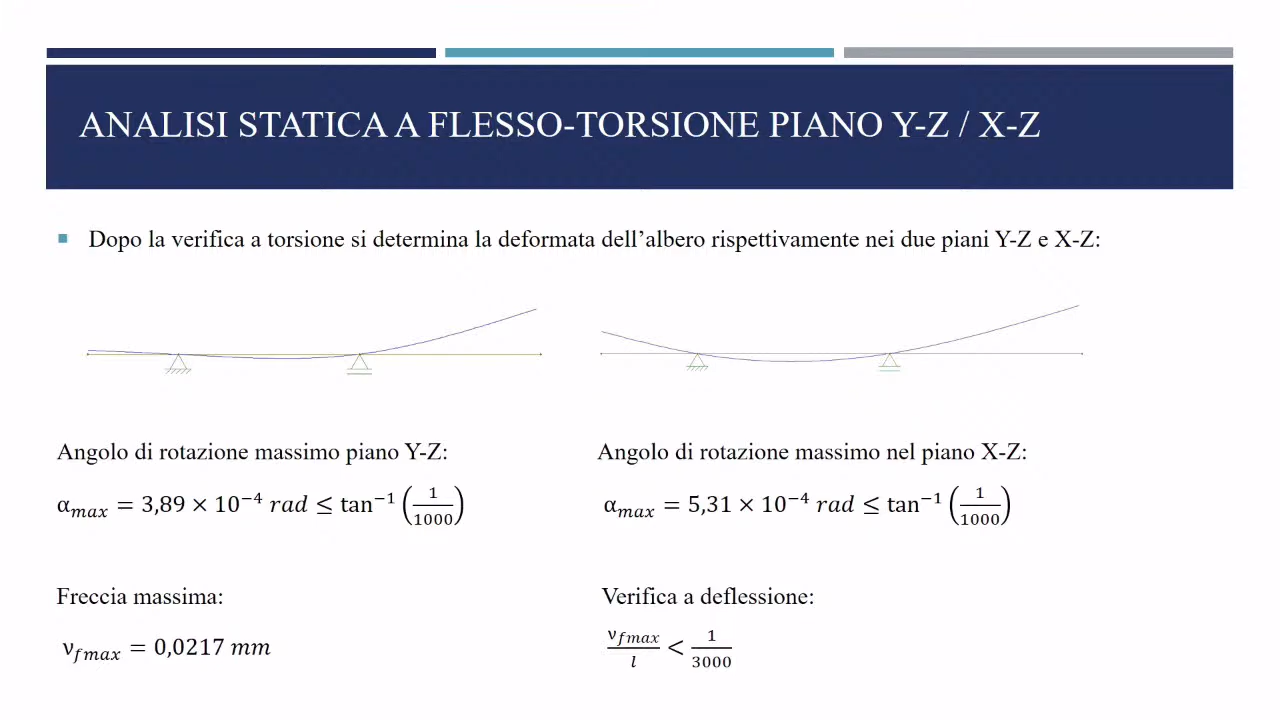 ANALISI STATICA A FLESSO-TORSIONE PIANO Y-Z / X-Z
Dopo la verifica a torsione si determina la deformata dell’albero rispettivamente nei due piani Y-Z e X-Z:
Angolo di rotazione massimo piano Y-Z:
α_max = 3,89 × 10⁻⁴ rad ≤ tan⁻¹ (1/1000)
Angolo di rotazione massimo nel piano X-Z:
α_max = 5,31 × 10⁻⁴ rad ≤ tan⁻¹ (1/1000)
Freccia massima:
ν_fmax = 0,0217 mm
Verifica a deflessione:
ν_fmax/l < 1/3000